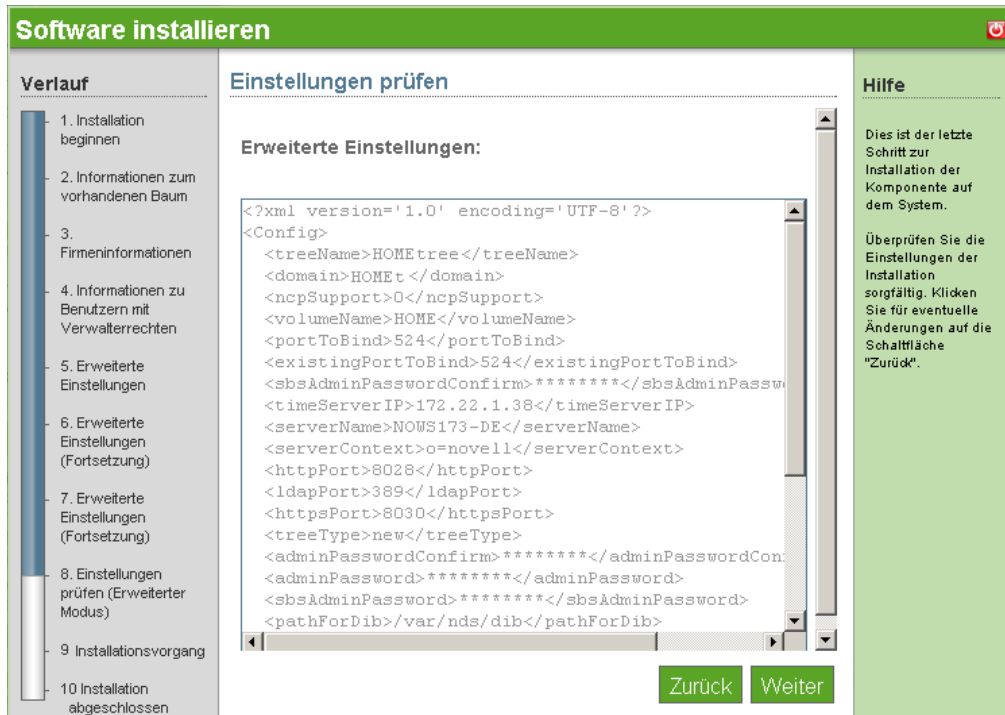 Software installieren
Verlauf
1. Installation
beginnen
2. Informationen zum
vorhandenen Baum
3.
Firmeninformationen
4. Informationen zu
Benutzern mit
Verwalterrechten
5. Erweiterte
Einstellungen
6. Erweiterte
Einstellungen
(Fortsetzung)
7. Erweiterte
Einstellungen
(Fortsetzung)
8. Einstellungen
prüfen (Erweiterter
Modus)
9 Installationsvorgang
10 Installation
abgeschlossen
Einstellungen prüfen
Erweiterte Einstellungen:
<?xml version='1.0' encoding='UTF-8'?>
<Config>
<treeName>HOMEtree</treeName>
<domain>HOMEt</domain>
<ncpSupport>0</ncpSupport>
<volumeName>HOME</volumeName>
<portToBind>524</portToBind>
<existingPortToBind>524</existingPortToBind>
<sbsAdminPasswordConfirm>********</sbsAdminPassw
<timeServerIP>172.22.1.38</timeServerIP>
<serverName>NOWS173-DE</serverName>
<serverContext>o=novell</serverContext>
<httpPort>8028</httpPort>
<ldapPort>389</ldapPort>
<httpsPort>8030</httpsPort>
<treeType>new</treeType>
<adminPasswordConfirm>********</adminPasswordCon
<adminPassword>********</adminPassword>
<sbsAdminPassword>********</sbsAdminPassword>
<pathForDib>/var/nds/dib</pathForDib>
Zurück
Weiter
Hilfe
Dies ist der letzte
Schritt zur
Installation der
Komponente auf
dem System.
Überprüfen Sie die
Einstellungen der
Installation
sorgfältig. Klicken
Sie für eventuelle
Änderungen auf die
Schaltfläche
"Zurück".